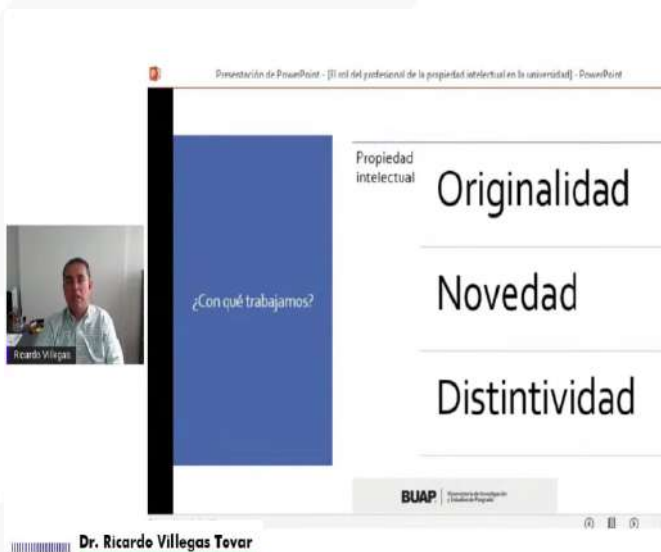 Presentación de PowerPoint - [El rol del profesional de la propiedad intelectual en la universidad] - PowerPoint
Propiedad
intelectual
Originalidad
¿Con qué trabajamos?
Novedad
Ricardo Villegas
Distintividad
BUAP
Dr. Ricardo Villegas Tovar